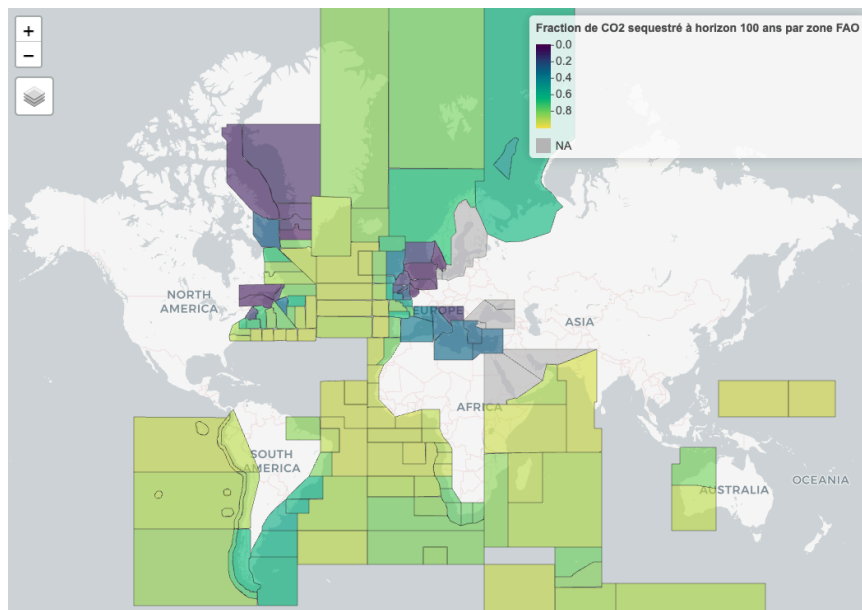 +
−
Fraction de CO2 sequestré à horizon 100 ans par zone FAO
0.0
0.2
0.4
0.6
0.8
NA
NORTH
AMERICA
EUROPE
ASIA
AFRICA
SOUTH
AMERICA
AUSTRALIA
OCEANIA